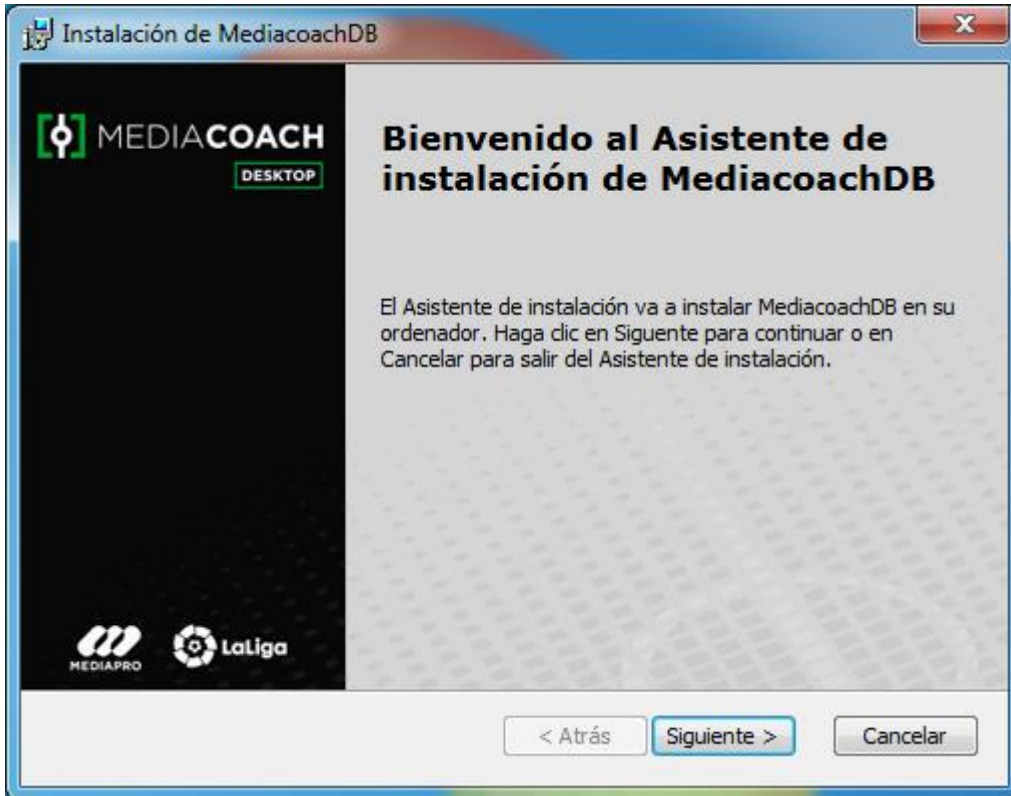 Instalación de MediacoachDB
MEDIACOACH
DESKTOP
Bienvenido al Asistente de
instalación de MediacoachDB
El Asistente de instalación va a instalar MediacoachDB en su
ordenador. Haga clic en Siguente para continuar o en
Cancelar para salir del Asistente de instalación.
MEDIAPRO
LaLiga
< Atrás
Siguiente >
Cancelar